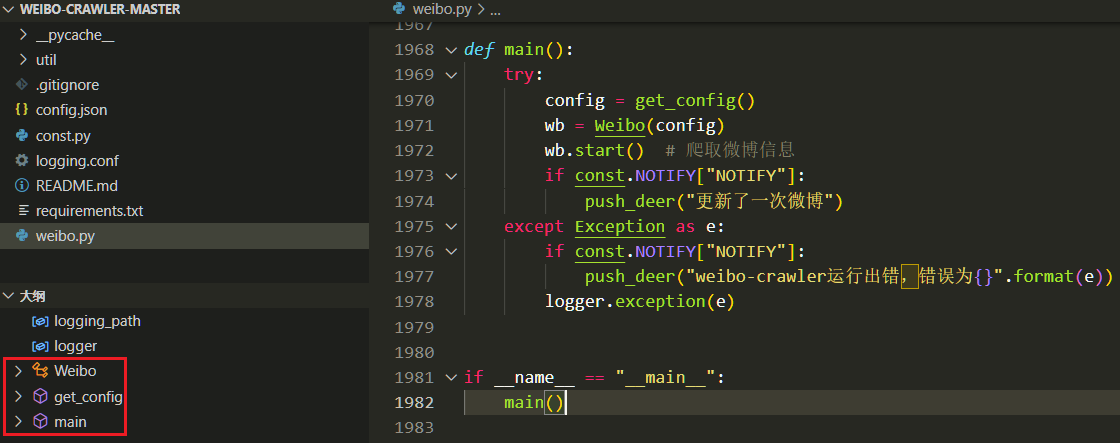 WEIBO-CRAWLER-MASTER
__pycache__
util
.gitignore
config.json
const.py
logging.conf
README.md
requirements.txt
weibo.py
大纲
logging_path
logger
Weibo
get_config
main
weibo.py > ...
1967
1968 def main():
1969 try:
1970 config = get_config()
1971 wb = Weibo(config)
1972 wb.start()  # 爬取微博信息
1973 if const.NOTIFY["NOTIFY"]:
1974 push_deer("更新了一次微博")
1975 except Exception as e:
1976 if const.NOTIFY["NOTIFY"]:
1977 push_deer("weibo-crawler运行出错，错误为{}".format(e))
1978 logger.exception(e)
1979
1980
1981 if __name__ == "__main__":
1982 main()
1983